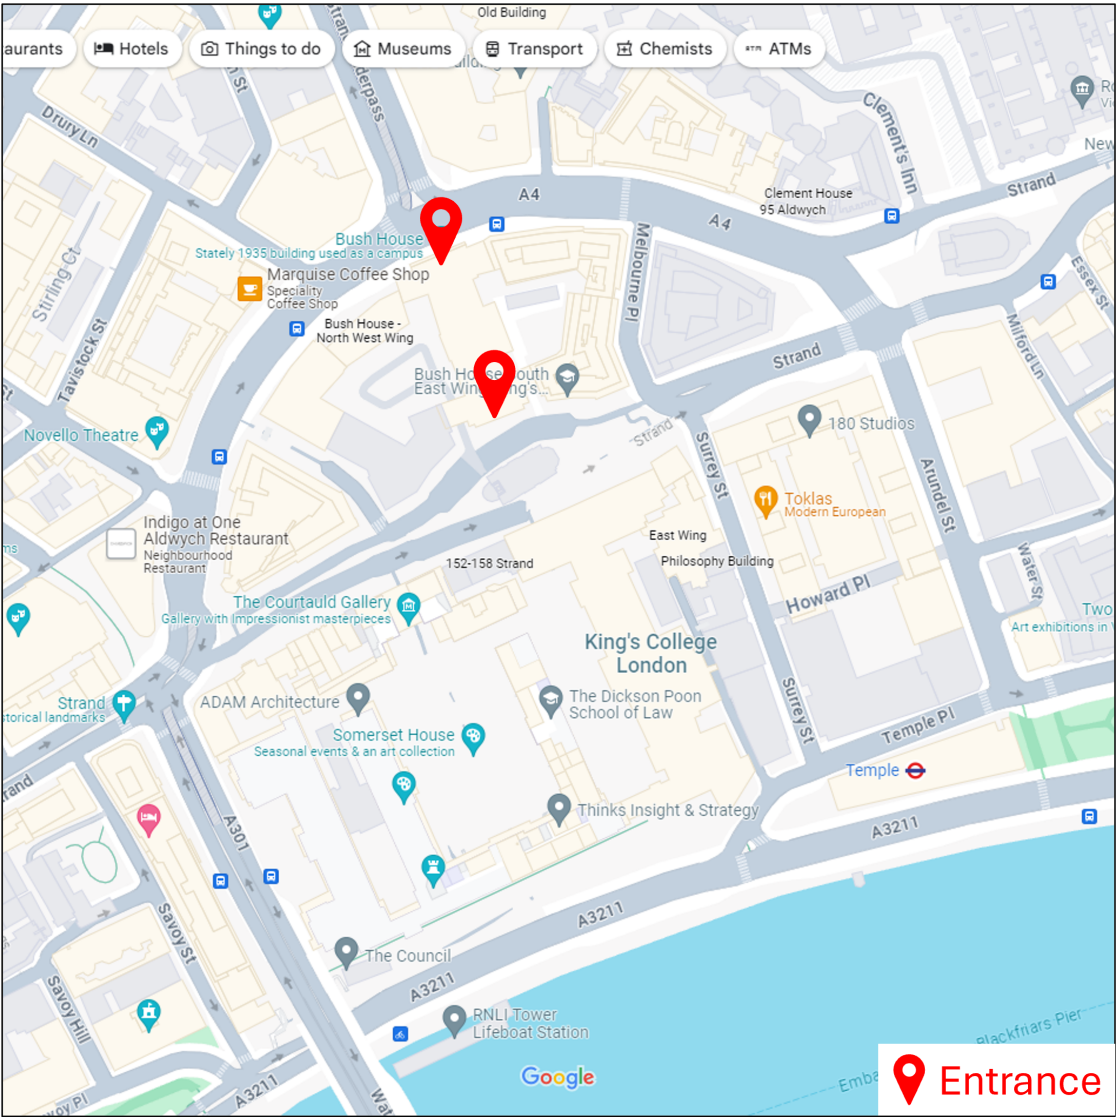 Old Building
aurants
Hotels
Things to do
Museums
Transport
Chemists
ATMs
Drury Ln
Clement's Inn
New
Strand
A4
A4
Clement House
95 Aldwych
Melbourne Pl
Bush House
Stately 1935 building used as a campus
Marquise Coffee Shop
Speciality
Coffee Shop
Stirling Ct
Tavistock St
Bush House -
North West Wing
Essex St
Milford Ln
Strand
Novello Theatre
Strand
180 Studios
Surrey St
Arundel St
Toklas
Modern European
Indigo at One
Aldwych Restaurant
Neighbourhood
Restaurant
East Wing
152-158 Strand
Philosophy Building
Water St
Howard Pl
The Courtauld Gallery
Gallery with Impressionist masterpieces
Two
Art exhibitions in
King's College
London
ADAM Architecture
The Dickson Poon
School of Law
Strand
storical landmarks
Surrey St
Temple Pl
Somerset House
Seasonal events & an art collection
Temple
Thinks Insight & Strategy
A301
A3211
A3211
Savoy St
The Council
A3211
Savoy Hill
RNLI Tower
Lifeboat Station
Blackfriars Pier
Google
Entrance
A3211